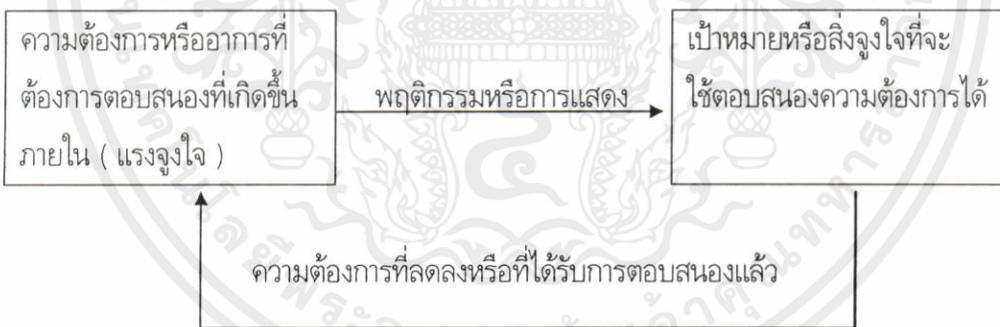 ความต้องการหรืออาการที่
ต้องการตอบสนองที่เกิดขึ้น
ภายใน ( แรงจูงใจ )
พฤติกรรมหรือการแสดง
เป้าหมายหรือสิ่งจูงใจที่จะ
ใช้ตอบสนองความต้องการได้
ความต้องการที่ลดลงหรือที่ได้รับการตอบสนองแล้ว